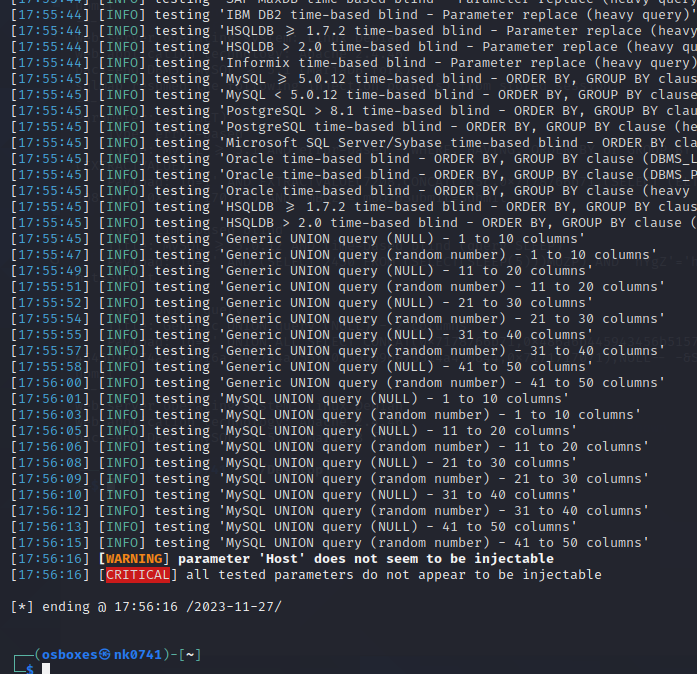 [17:55:44] [INFO] testing 'SAP MaxDB time-based blind - Parameter replace (heavy query)'
[17:55:44] [INFO] testing 'IBM DB2 time-based blind - Parameter replace (heavy query)'
[17:55:44] [INFO] testing 'HSQLDB ≥ 1.7.2 time-based blind - Parameter replace (heavy
[17:55:44] [INFO] testing 'HSQLDB > 2.0 time-based blind - Parameter replace (heavy qu
[17:55:44] [INFO] testing 'Informix time-based blind - Parameter replace (heavy query)
[17:55:45] [INFO] testing 'MySQL ≥ 5.0.12 time-based blind - ORDER BY, GROUP BY claus
[17:55:45] [INFO] testing 'MySQL < 5.0.12 time-based blind - ORDER BY, GROUP BY clause
[17:55:45] [INFO] testing 'PostgreSQL > 8.1 time-based blind - ORDER BY, GROUP BY clau
[17:55:45] [INFO] testing 'PostgreSQL time-based blind - ORDER BY, GROUP BY clause (he
[17:55:45] [INFO] testing 'Microsoft SQL Server/Sybase time-based blind - ORDER BY, GR
[17:55:45] [INFO] testing 'Oracle time-based blind - ORDER BY, GROUP BY clause (DBMS_L
[17:55:45] [INFO] testing 'Oracle time-based blind - ORDER BY, GROUP BY clause (DBMS_P
[17:55:45] [INFO] testing 'Oracle time-based blind - ORDER BY, GROUP BY clause (heavy
[17:55:45] [INFO] testing 'HSQLDB ≥ 1.7.2 time-based blind - ORDER BY, GROUP BY claus
[17:55:45] [INFO] testing 'HSQLDB > 2.0 time-based blind - ORDER BY, GROUP BY clause (
[17:55:45] [INFO] testing 'Generic UNION query (NULL) - 1 to 10 columns'
[17:55:47] [INFO] testing 'Generic UNION query (random number) - 1 to 10 columns'
[17:55:49] [INFO] testing 'Generic UNION query (NULL) - 11 to 20 columns'
[17:55:51] [INFO] testing 'Generic UNION query (random number) - 11 to 20 columns'
[17:55:52] [INFO] testing 'Generic UNION query (NULL) - 21 to 30 columns'
[17:55:54] [INFO] testing 'Generic UNION query (random number) - 21 to 30 columns'
[17:55:55] [INFO] testing 'Generic UNION query (NULL) - 31 to 40 columns'
[17:55:57] [INFO] testing 'Generic UNION query (random number) - 31 to 40 columns'
[17:55:58] [INFO] testing 'Generic UNION query (NULL) - 41 to 50 columns'
[17:56:00] [INFO] testing 'Generic UNION query (random number) - 41 to 50 columns'
[17:56:01] [INFO] testing 'MySQL UNION query (NULL) - 1 to 10 columns'
[17:56:03] [INFO] testing 'MySQL UNION query (random number) - 1 to 10 columns'
[17:56:05] [INFO] testing 'MySQL UNION query (NULL) - 11 to 20 columns'
[17:56:06] [INFO] testing 'MySQL UNION query (random number) - 11 to 20 columns'
[17:56:08] [INFO] testing 'MySQL UNION query (NULL) - 21 to 30 columns'
[17:56:09] [INFO] testing 'MySQL UNION query (random number) - 21 to 30 columns'
[17:56:10] [INFO] testing 'MySQL UNION query (NULL) - 31 to 40 columns'
[17:56:12] [INFO] testing 'MySQL UNION query (random number) - 31 to 40 columns'
[17:56:13] [INFO] testing 'MySQL UNION query (NULL) - 41 to 50 columns'
[17:56:15] [INFO] testing 'MySQL UNION query (random number) - 41 to 50 columns'
[17:56:16] [WARNING] parameter 'Host' does not seem to be injectable
[17:56:16] [CRITICAL] all tested parameters do not appear to be injectable
[*] ending @ 17:56:16 /2023-11-27/
┌──(osboxes㉿nk0741)-[~]
└─$